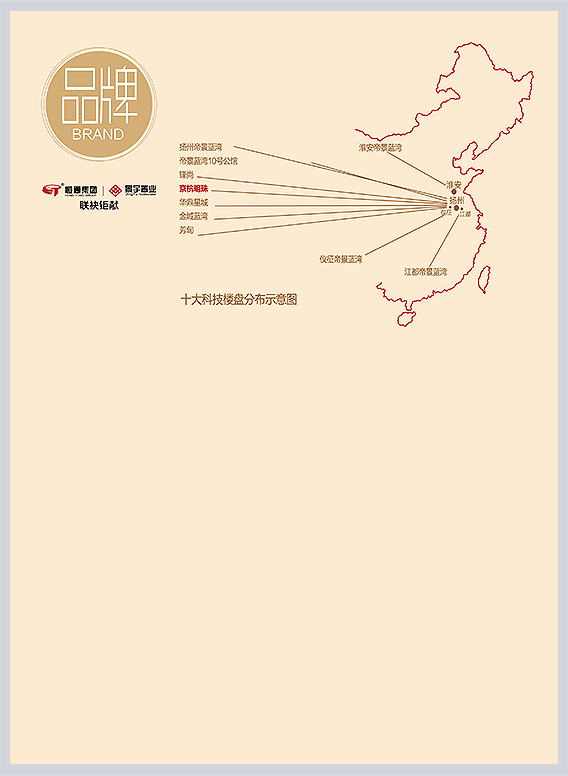 品牌
BRAND
恒通集团
景宇置业
联袂钜献
扬州帝景蓝湾
帝景蓝湾10号公馆
锋尚
京杭明珠
华鼎星城
金域蓝湾
芳甸
淮安帝景蓝湾
淮安
扬州
仪征
江都
仪征帝景蓝湾
江都帝景蓝湾
十大科技楼盘分布示意图